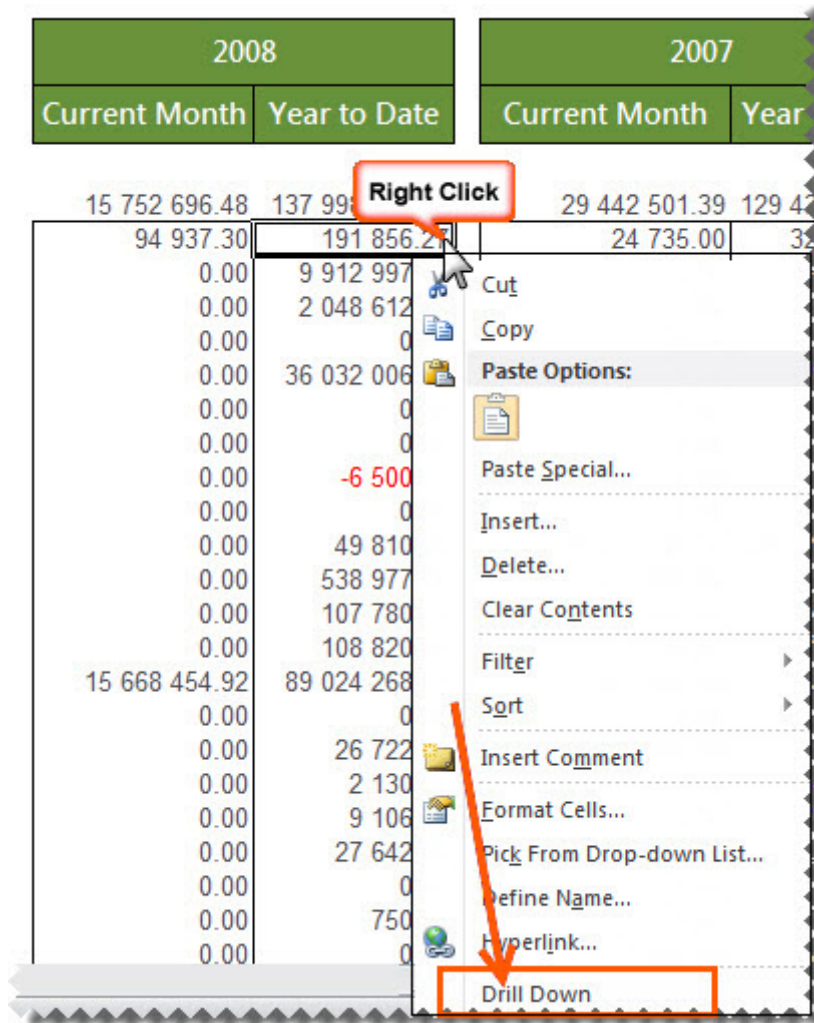 2008 2007
Current Month Year to Date Current Month Year
Right Click
15 752 696.48 137 99 29 442 501.39 129 42
94 937.30 191 856.27 24 735.00 32
0.00 9 912 997 Cut
0.00 2 048 612
0.00 0 Copy
0.00 36 032 006 Paste Options:
0.00 0
0.00 0
0.00 -6 500 Paste Special...
0.00 0 Insert...
0.00 49 810
0.00 538 977 Delete...
0.00 107 780 Clear Contents
0.00 108 820 Filter
15 668 454.92 89 024 268
0.00 0 Sort
0.00 26 722 Insert Comment
0.00 2 130
0.00 9 106 Format Cells...
0.00 27 642 Pick From Drop-down List...
0.00 0 Define Name...
0.00 750
0.00 0 Hyperlink...
Drill Down